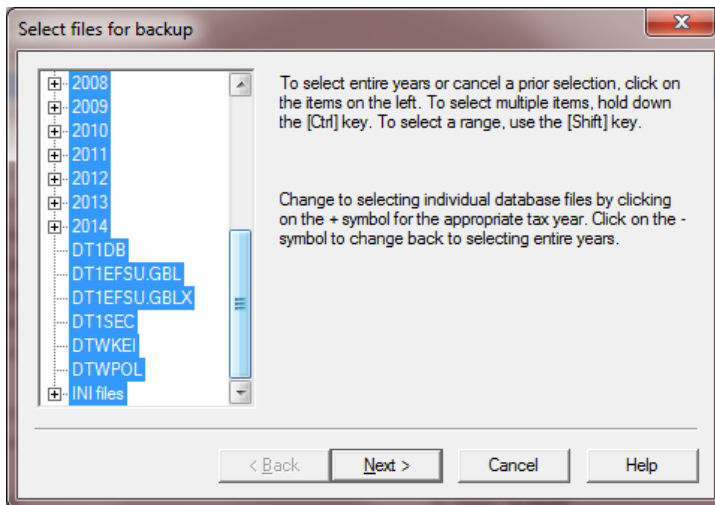 Select files for backup
2008
2009
2010
2011
2012
2013
2014
DT1DB
DT1EFSU.GBL
DT1EFSU.GBLX
DT1SEC
DTWKEI
DTWPOL
INI files
To select entire years or cancel a prior selection, click on
the items on the left. To select multiple items, hold down
the [Ctrl] key. To select a range, use the [Shift] key.
Change to selecting individual database files by clicking
on the + symbol for the appropriate tax year. Click on the -
symbol to change back to selecting entire years.
< Back
Next >
Cancel
Help